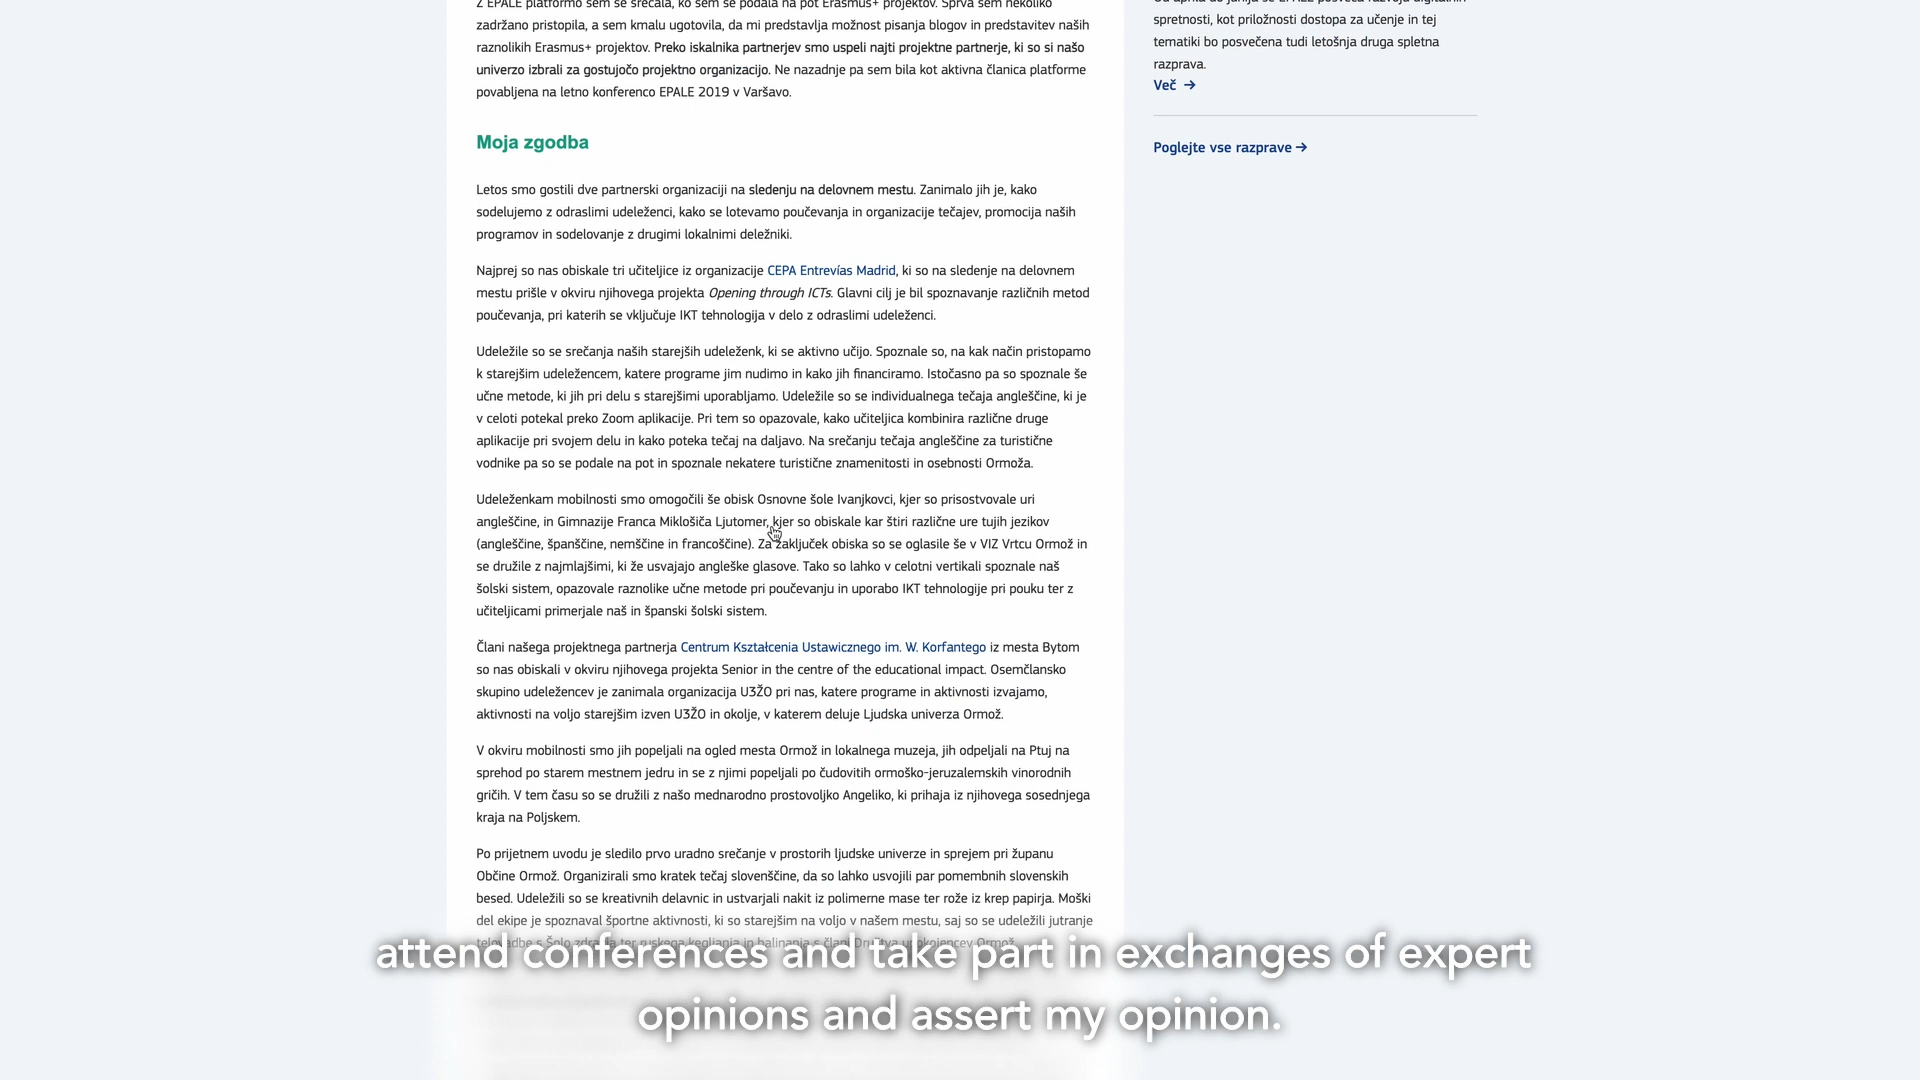 Z EPALE platformo sem se srečala, ko sem se podala na pot Erasmus+ projektov. Sprva sem nekoliko
zadržano pristopila, a sem kmalu ugotovila, da mi predstavlja možnost pisanja blogov in predstavitev naših
raznolikih Erasmus+ projektov. Preko iskalnika partnerjev smo uspeli najti projektne partnerje, ki so si našo
univerzo izbrali za gostujočo projektno organizacijo. Ne nazadnje pa sem bila kot aktivna članica platforme
povabljena na letno konferenco EPALE 2019 v Varšavo.
Moja zgodba
Letos smo gostili dve partnerski organizaciji na sledenju na delovnem mestu. Zanimalo jih je, kako
sodelujemo z odraslimi udeleženci, kako se lotevamo poučevanja in organizacije tečajev, promocija naših
programov in sodelovanje z drugimi lokalnimi deležniki.
Najprej so nas obiskale tri učiteljice iz organizacije CEPA Entrevías Madrid, ki so na sledenje na delovnem
mestu prišle v okviru njihovega projekta Opening through ICTs. Glavni cilj je bil spoznavanje različnih metod
poučevanja, pri katerih se vključuje IKT tehnologija v delo z odraslimi udeleženci.
Udeležile so se srečanja naših starejših udeleženk, ki se aktivno učijo. Spoznale so, na kak način pristopamo
k starejšim udeležencem, katere programe jim nudimo in kako jih financiramo. Istočasno pa so spoznale še
učne metode, ki jih pri delu s starejšimi uporabljamo. Udeležile so se individualnega tečaja angleščine, ki je
v celoti potekal preko Zoom aplikacije. Pri tem so opazovale, kako učiteljica kombinira različne druge
aplikacije pri svojem delu in kako poteka tečaj na daljavo. Na srečanju tečaja angleščine za turistične
vodnike pa so se podale na pot in spoznale nekatere turistične znamenitosti in osebnosti Ormoža.
Udeleženkam mobilnosti smo omogočili še obisk Osnovne šole Ivanjkovci, kjer so prisostvovale uri
angleščine, in Gimnazije Franca Miklošiča Ljutomer, kjer so obiskale kar štiri različne ure tujih jezikov
(angleščine, španščine, nemščine in francoščine). Za zaključek obiska so se oglasile še v VIZ Vrtcu Ormož in
se družile z najmlajšimi, ki že usvajajo angleške glasove. Tako so lahko v celotni vertikali spoznale naš
šolski sistem, opazovale raznolike učne metode pri poučevanju in uporabo IKT tehnologije pri pouku ter z
učiteljicami primerjale naš in španski šolski sistem.
Člani našega projektnega partnerja Centrum Kształcenia Ustawicznego im. W. Korfantego iz mesta Bytom
so nas obiskali v okviru njihovega projekta Senior in the centre of the educational impact. Osemčlansko
skupino udeležencev je zanimala organizacija U3ŽO pri nas, katere programe in aktivnosti izvajamo,
aktivnosti na voljo starejšim izven U3ŽO in okolje, v katerem deluje Ljudska univerza Ormož.
V okviru mobilnosti smo jih popeljali na ogled mesta Ormož in lokalnega muzeja, jih odpeljali na Ptuj na
sprehod po starem mestnem jedru in se z njimi popeljali po čudovitih ormoško-jeruzalemskih vinorodnih
gričih. V tem času so se družili z našo mednarodno prostovoljko Angeliko, ki prihaja iz njihovega sosednjega
kraja na Poljskem.
Po prijetnem uvodu je sledilo prvo uradno srečanje v prostorih ljudske univerze in sprejem pri županu
Občine Ormož. Organizirali smo kratek tečaj slovenščine, da so lahko usvojili par pomembnih slovenskih
besed. Udeležili so se kreativnih delavnic in ustvarjali nakit iz polimerne mase ter rože iz krep papirja. Moški
del ekipe je spoznaval športne aktivnosti, ki so starejšim na voljo v našem mestu, saj so se udeležili jutranje
telovadbe s Šolo zdravja ter ruskega kegljanja in balinanja s člani Društva upokojencev Ormož.
spretnosti, kot priložnosti dostopa za učenje in tej
tematiki bo posvečena tudi letošnja druga spletna
razprava.
Več →
Poglejte vse razprave →
attend conferences and take part in exchanges of expert
opinions and assert my opinion.